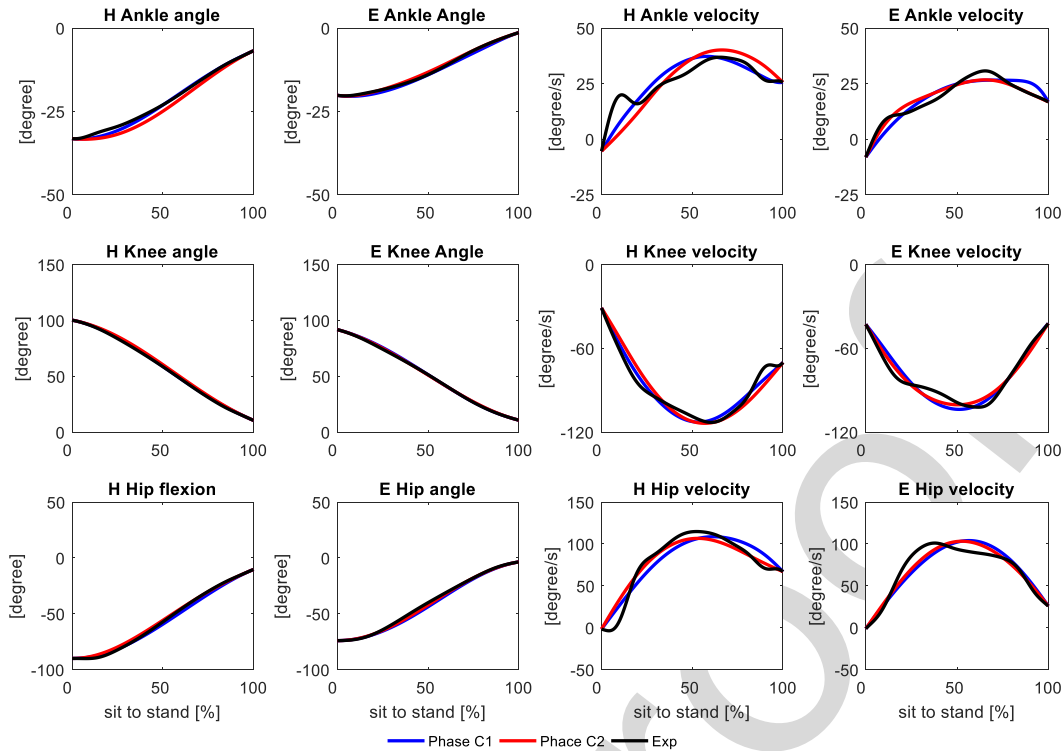 H Ankle angle
E Ankle Angle
H Ankle velocity
E Ankle velocity
[degree]
0
-25
-50
0 50 100
[degree]
0
-25
-50
0 50 100
[degree/s]
50
25
0
-25
0 50 100
[degree/s]
50
25
0
-25
0 50 100
H Knee angle
E Knee Angle
H Knee velocity
E Knee velocity
[degree]
150
100
50
0
0 50 100
[degree]
150
100
50
0
0 50 100
[degree/s]
0
-60
-120
0 50 100
[degree/s]
0
-60
-120
0 50 100
H Hip flexion
E Hip angle
H Hip velocity
E Hip velocity
[degree]
50
0
-50
-100
0 50 100
sit to stand [%]
[degree]
50
0
-50
-100
0 50 100
sit to stand [%]
[degree/s]
150
100
50
0
-50
0 50 100
sit to stand [%]
[degree/s]
150
100
50
0
-50
0 50 100
sit to stand [%]
Phase C1 Phace C2 Exp